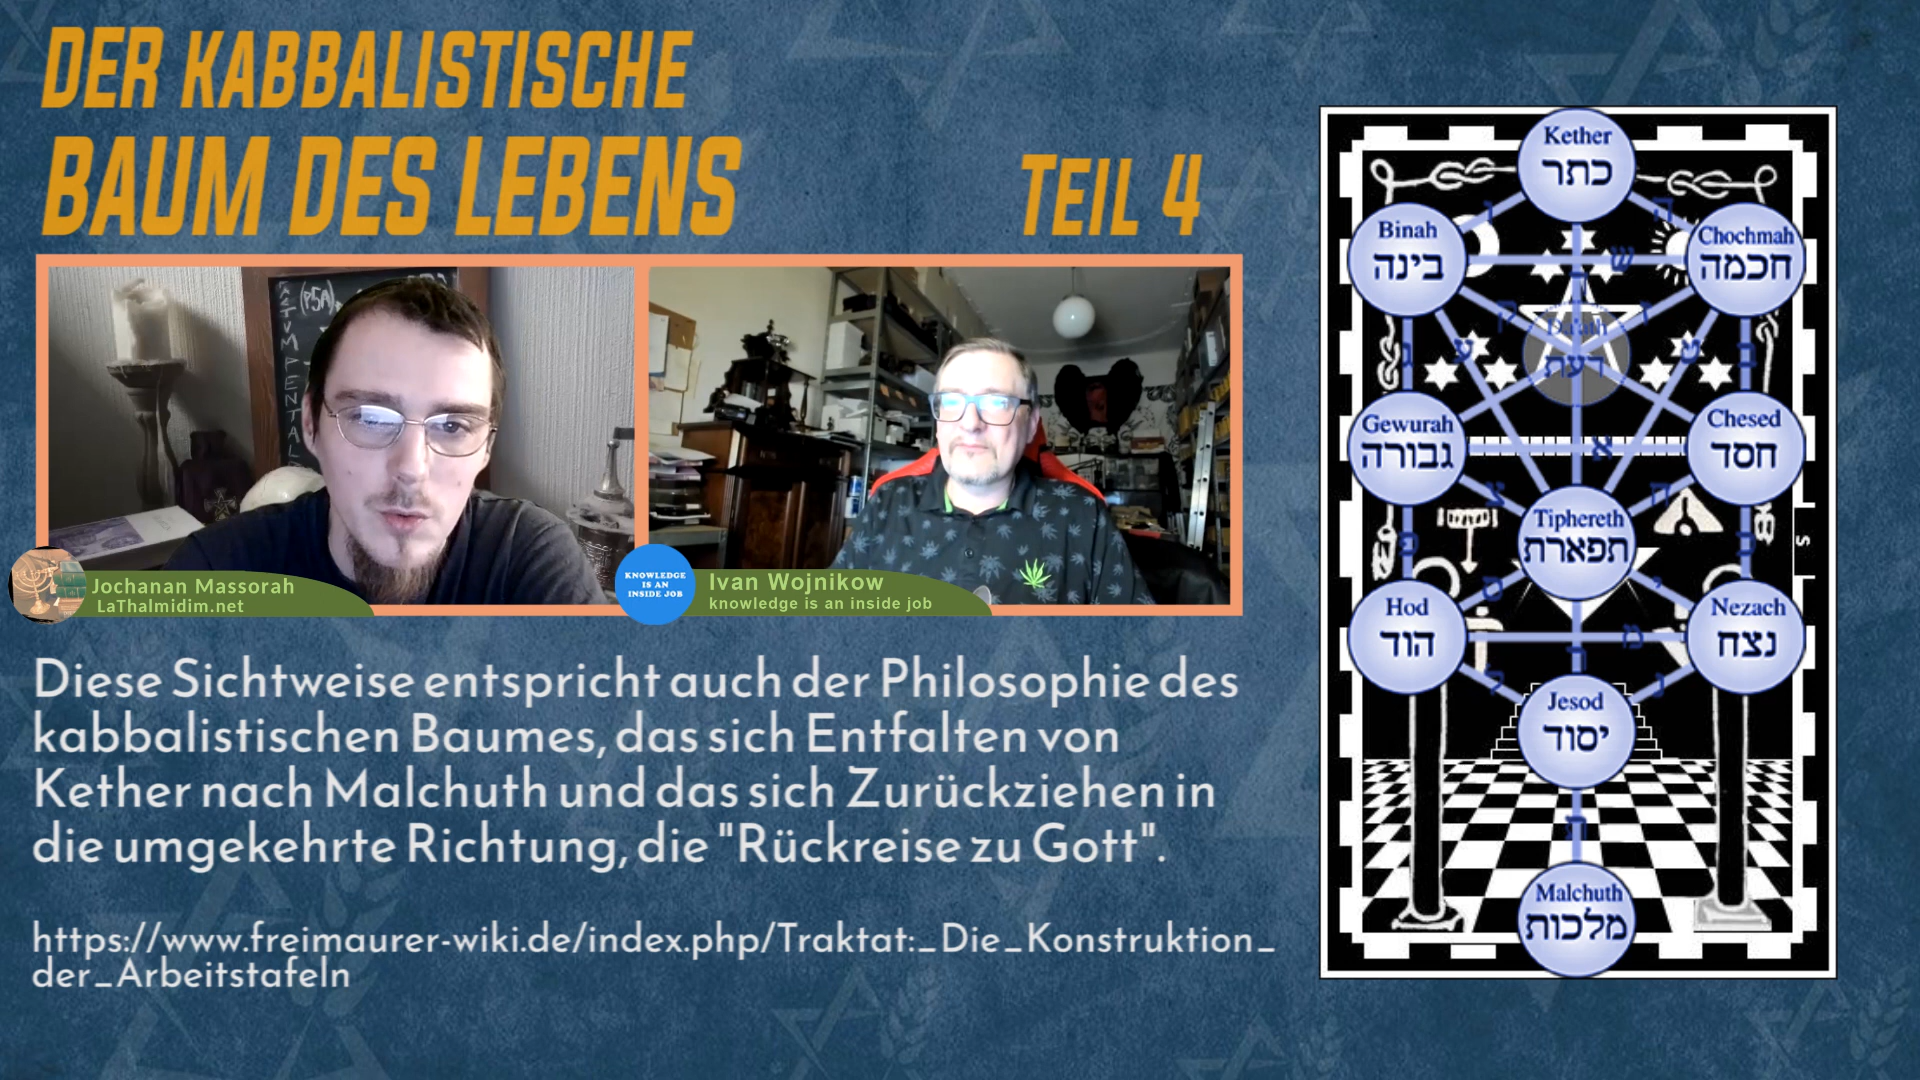 DER KABBALISTISCHE
BAUM DES LEBENS
TEIL 4
(P5A)
Jochanan Massorah
LaThalmidim.net
KNOWLEDGE
IS AN
INSIDE JOB
Ivan Wojnikow
knowledge is an inside job
Diese Sichtweise entspricht auch der Philosophie des
kabbalistischen Baumes, das sich Entfalten von
Kether nach Malchuth und das sich Zurückziehen in
die umgekehrte Richtung, die "Rückreise zu Gott".
https://www.freimaurer-wiki.de/index.php/Traktat:_Die_Konstruktion_
der_Arbeitstafeln
Kether
כתר
Binah
בינה
Chochmah
חכמה
Da'ath
דעת
Gewurah
גבורה
Chesed
חסד
Tiphereth
תפארת
Hod
הוד
Nezach
נצח
Jesod
יסוד
Malchuth
מלכות